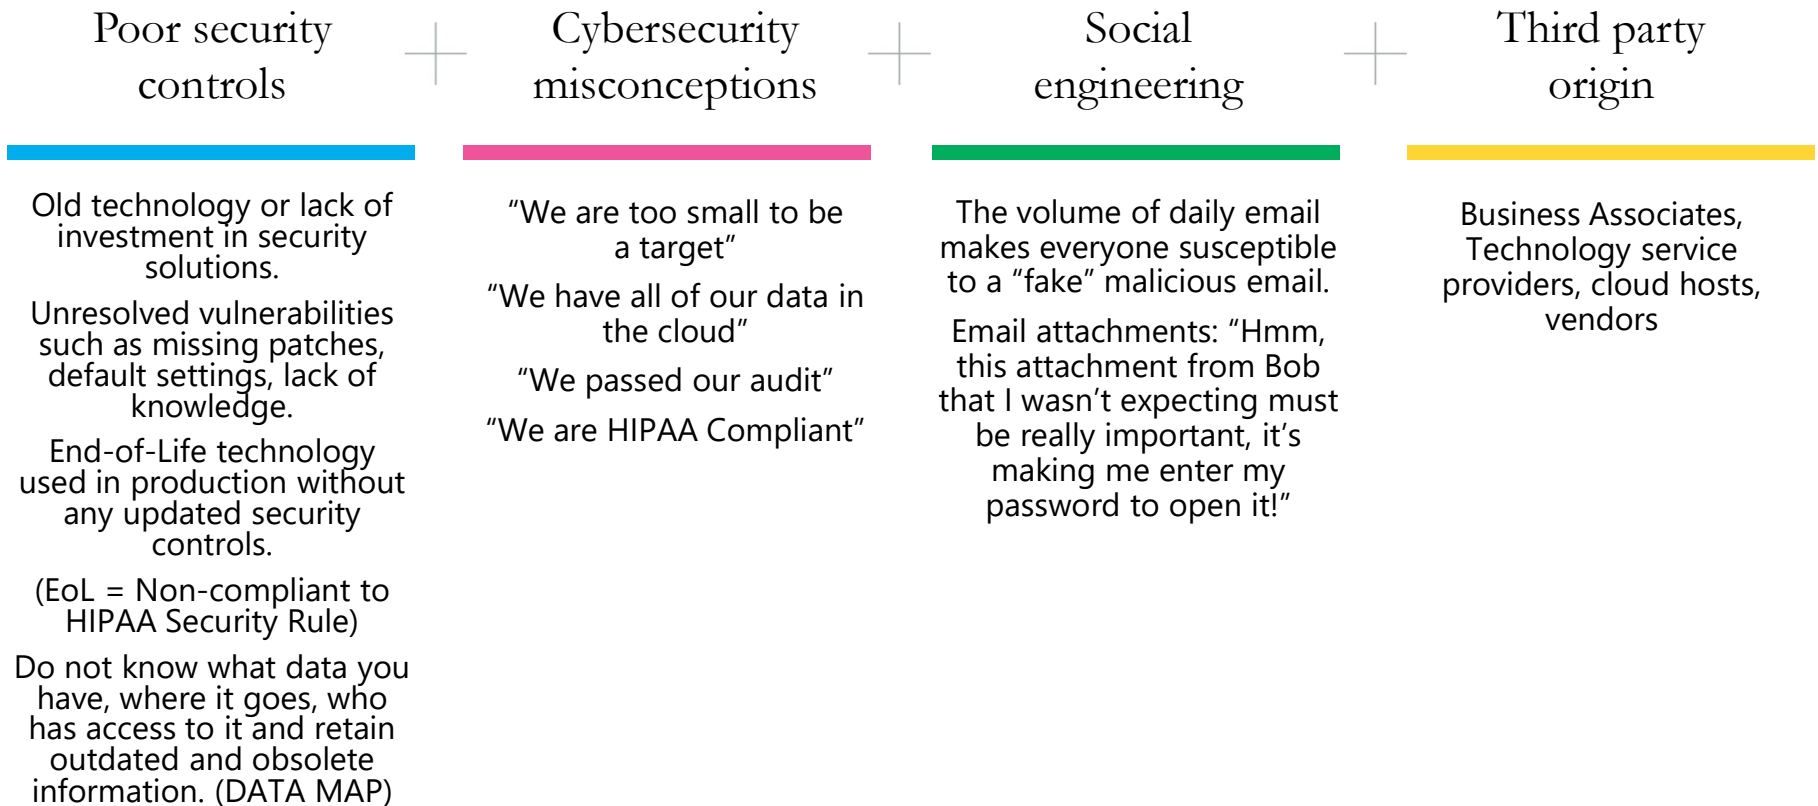 Poor security
controls
Cybersecurity
misconceptions
Social
engineering
Third party
origin
Old technology or lack of
investment in security
solutions.
Unresolved vulnerabilities
such as missing patches,
default settings, lack of
knowledge.
End-of-Life technology
used in production without
any updated security
controls.
(EoL = Non-compliant to
HIPAA Security Rule)
Do not know what data you
have, where it goes, who
has access to it and retain
outdated and obsolete
information. (DATA MAP)
“We are too small to be
a target”
“We have all of our data in
the cloud”
“We passed our audit”
“We are HIPAA Compliant”
The volume of daily email
makes everyone susceptible
to a “fake” malicious email.
Email attachments: “Hmm,
this attachment from Bob
that I wasn’t expecting must
be really important, it’s
making me enter my
password to open it!”
Business Associates,
Technology service
providers, cloud hosts,
vendors